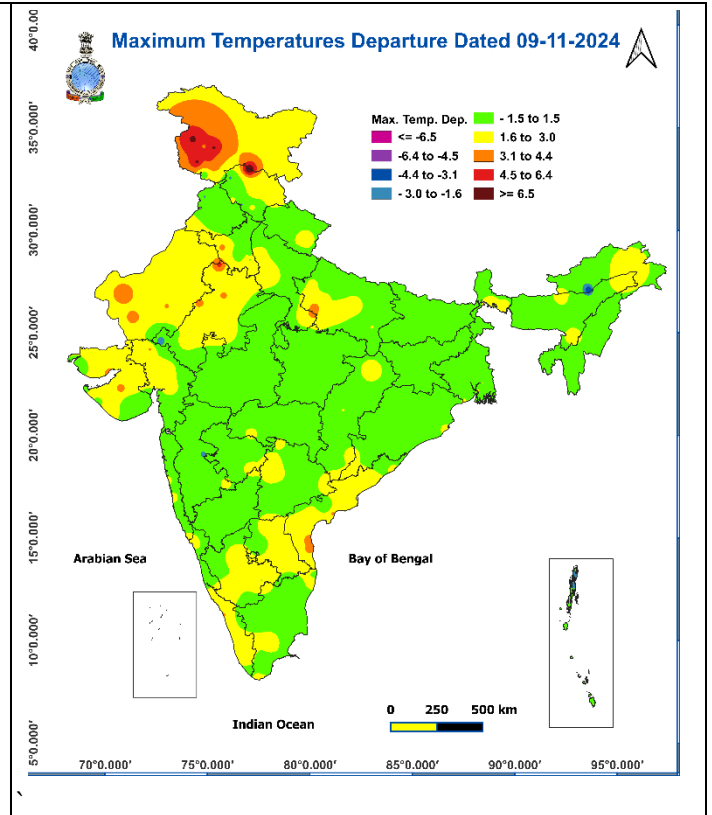 Maximum Temperatures Departure Dated 09-11-2024
Max. Temp. Dep.
<= -6.5
-6.4 to -4.5
-4.4 to -3.1
- 3.0 to -1.6
- 1.5 to 1.5
1.6 to 3.0
3.1 to 4.4
4.5 to 6.4
>= 6.5
40°0.000'
35°0.000'
30°0.000'
25°0.000'
20°0.000'
15°0.000'
10°0.000'
5°0.000'
Arabian Sea
Bay of Bengal
Indian Ocean
0 250 500 km
70°0.000' 75°0.000' 80°0.000' 85°0.000' 90°0.000' 95°0.000'
`